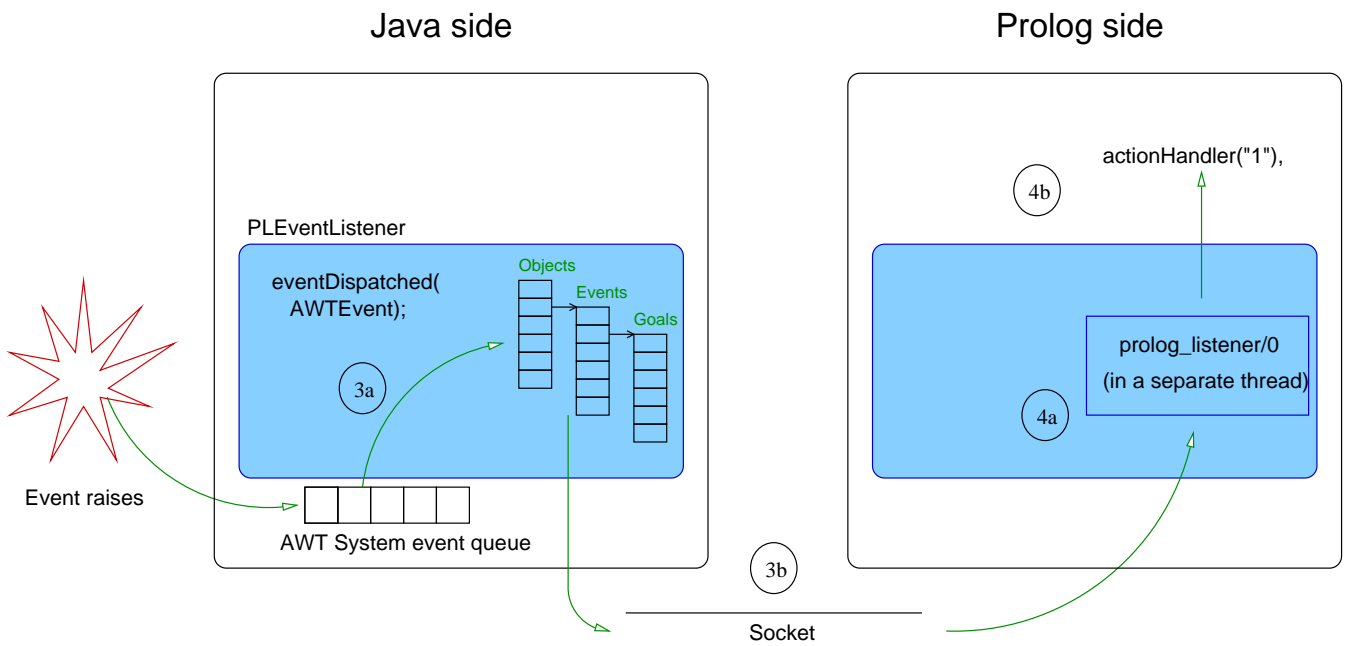 Java side
Prolog side
actionHandler("1"),
4b
PLEventListener
eventDispatched(
AWTEvent);
Objects
Events
Goals
3a
prolog_listener/0
(in a separate thread)
4a
Event raises
AWT System event queue
3b
Socket